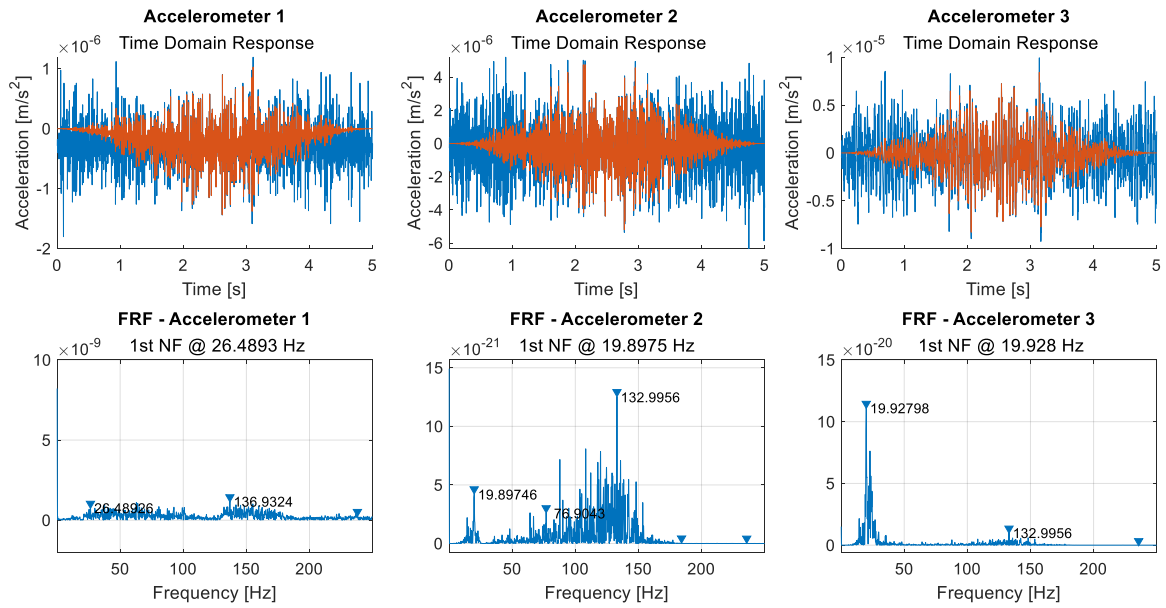 Accelerometer 1
Time Domain Response
×10^-6
1
0
-1
-2
0 1 2 3 4 5
Acceleration [m/s^2]
Time [s]
Accelerometer 2
Time Domain Response
×10^-6
4
2
0
-2
-4
-6
0 1 2 3 4 5
Acceleration [m/s^2]
Time [s]
Accelerometer 3
Time Domain Response
×10^-5
1
0.5
0
-0.5
-1
0 1 2 3 4 5
Acceleration [m/s^2]
Time [s]
FRF - Accelerometer 1
1st NF @ 26.4893 Hz
×10^-9
10
5
0
26.48926
136.9324
50 100 150 200
Frequency [Hz]
FRF - Accelerometer 2
1st NF @ 19.8975 Hz
×10^-21
15
10
5
0
19.89746
76.9043
132.9956
50 100 150 200
Frequency [Hz]
FRF - Accelerometer 3
1st NF @ 19.928 Hz
×10^-20
15
10
5
0
19.92798
132.9956
50 100 150 200
Frequency [Hz]